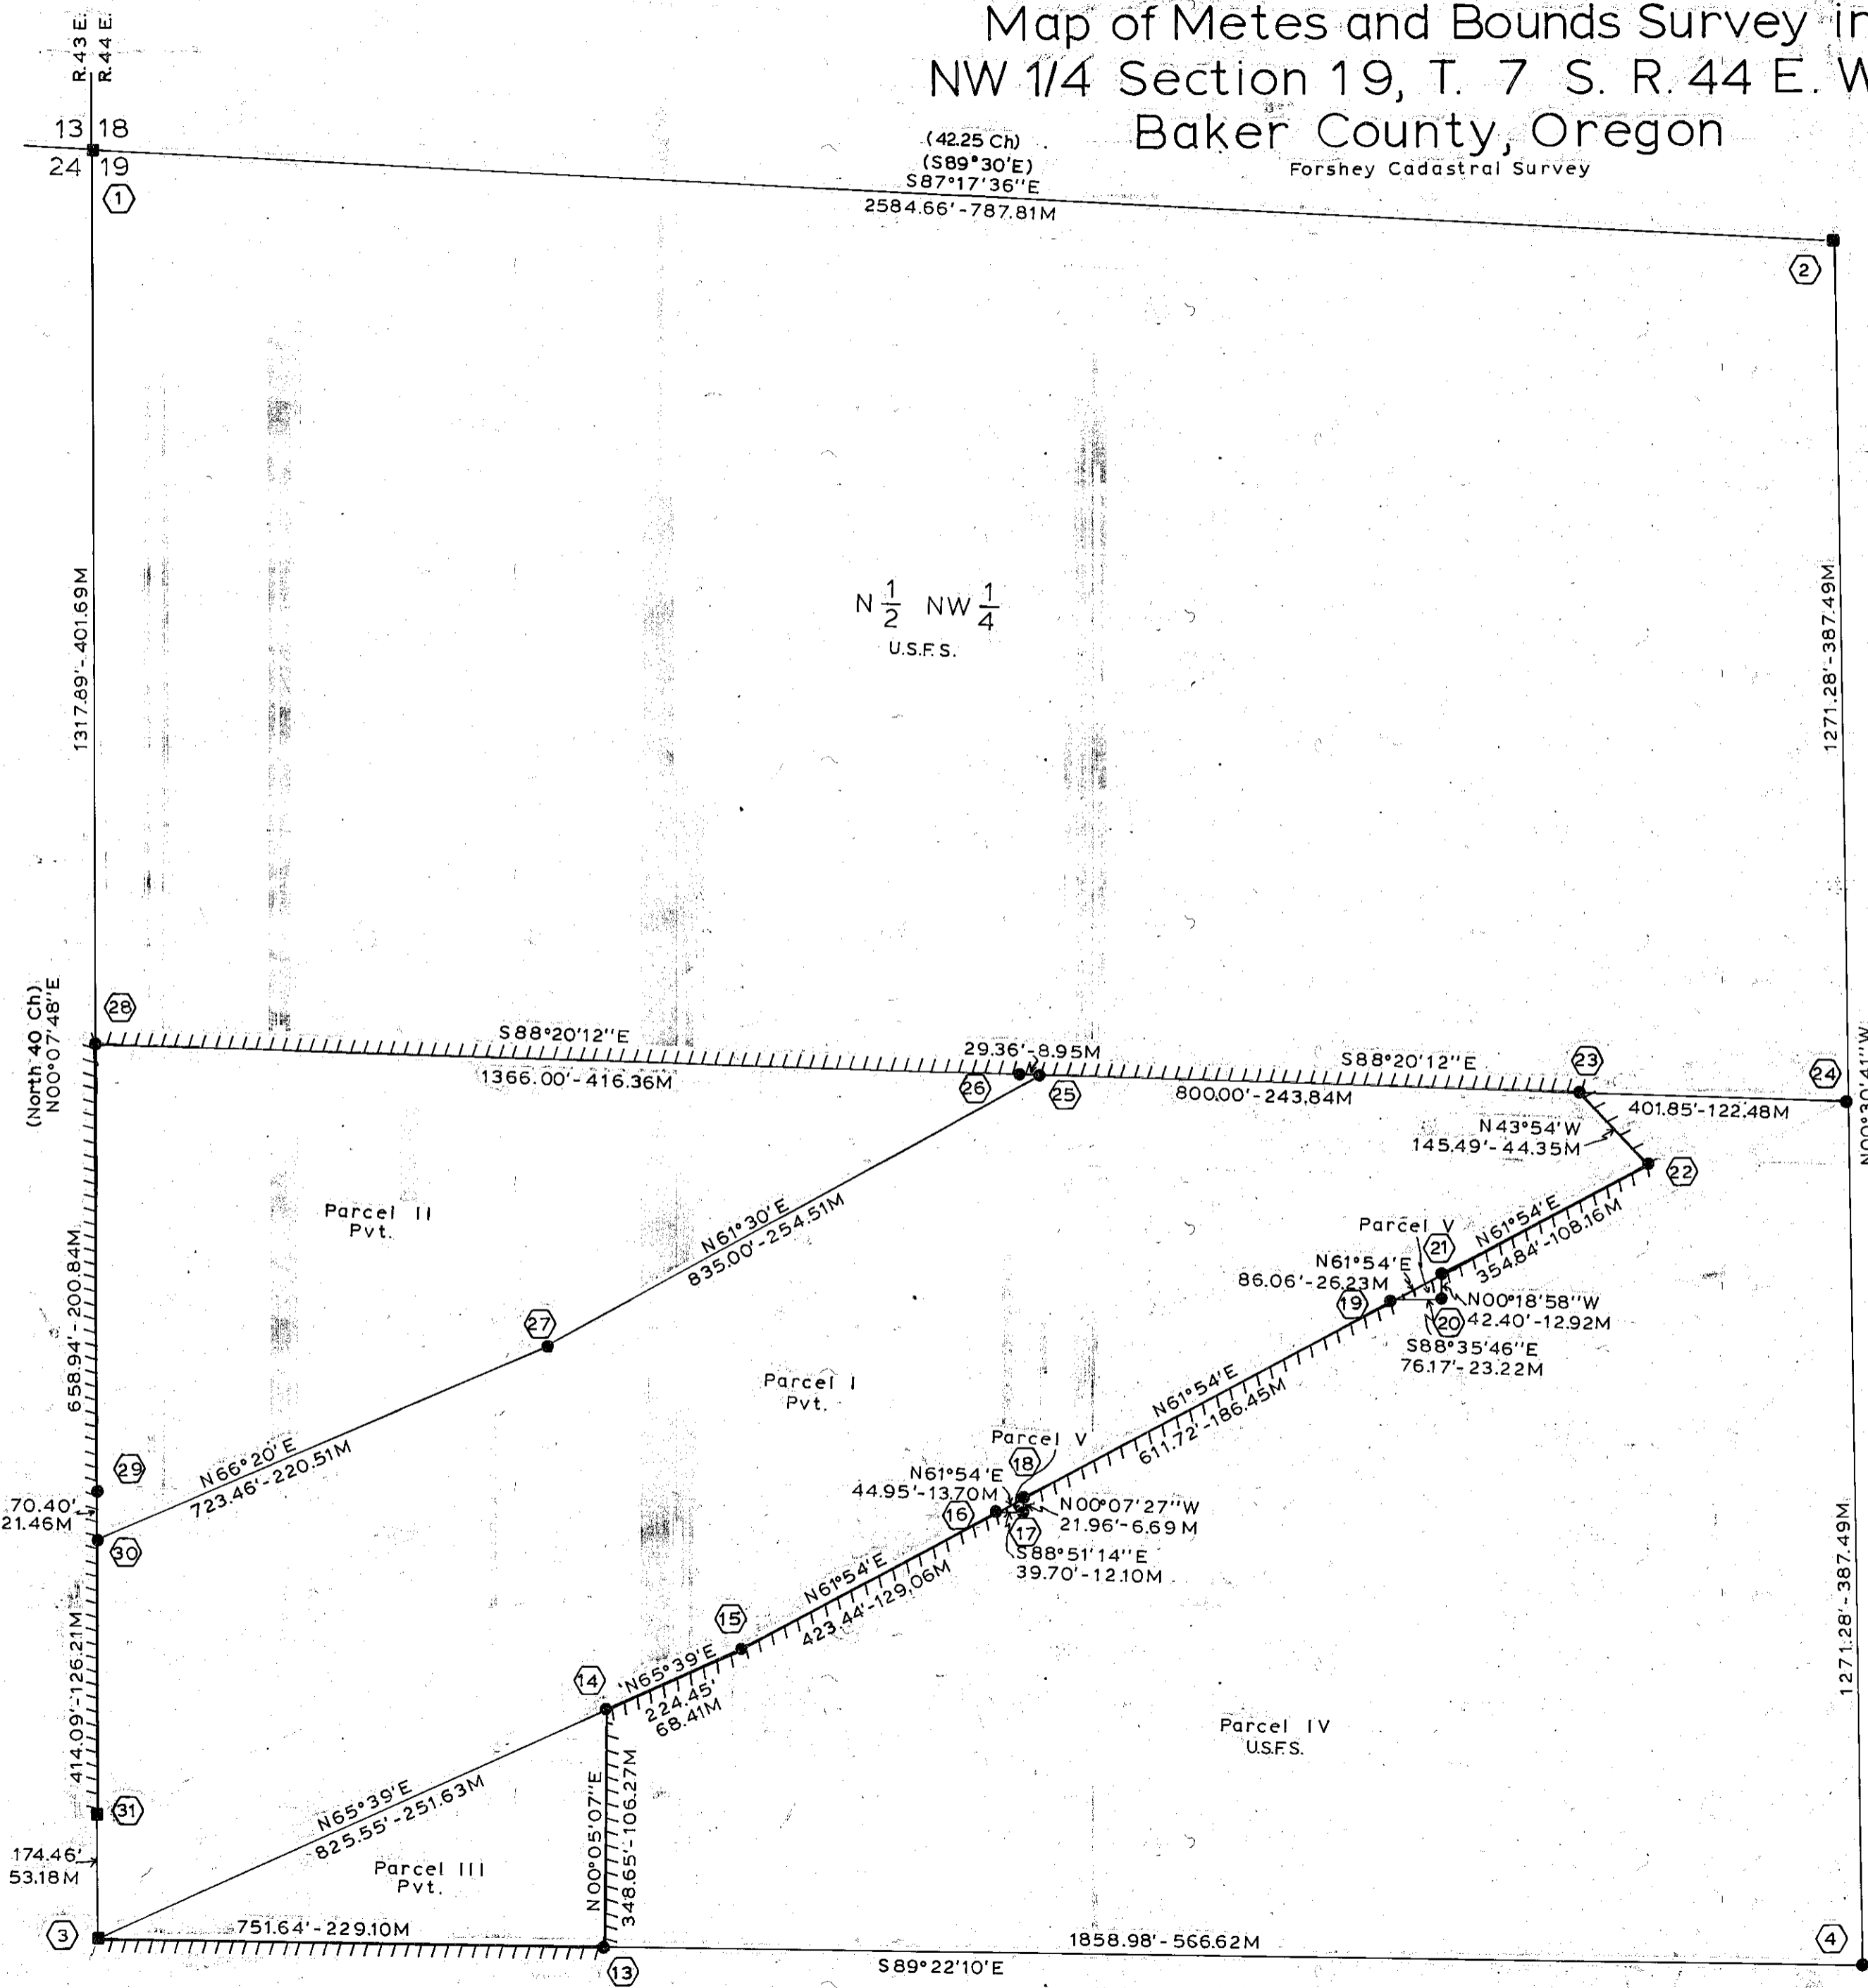 Map of Metes and Bounds Survey in
NW 1/4 Section 19, T. 7 S. R. 44 E. W
Baker County, Oregon
Forshey Cadastral Survey
R. 43 E.
R. 44 E.
13 18
24 19
1
(42.25 Ch)
(S89°30'E)
S87°17'36"E
2584.66'-787.81M
2
1317.89'-401.69M
1271.28'-387.49M
N 1/2 NW 1/4
U.S.F.S.
(North 40 Ch)
N00°07'48"E
28
S88°20'12"E
1366.00'-416.36M
29.36'-8.95M
26
25
S88°20'12"E
800.00'-243.84M
23
24
401.85'-122.48M
N00°30'41"W
N43°54'W
145.49'-44.35M
22
Parcel II
Pvt.
N61°30'E
835.00'-254.51M
658.94'-200.84M
Parcel V
N61°54'E
354.84'-108.16M
21
N61°54'E
86.06'-26.23M
19
N00°18'58"W
20
42.40'-12.92M
S88°35'46"E
76.17'-23.22M
27
Parcel I
Pvt.
N61°54'E
611.72'-186.45M
29
N66°20'E
723.46'-220.51M
70.40'
21.46M
30
Parcel V
18
N61°54'E
44.95'-13.70M
16
N00°07'27"W
21.96'-6.69M
17
S88°51'14"E
39.70'-12.10M
N61°54'E
423.44'-129.06M
15
14
N65°39'E
224.45'
68.41M
414.09'-126.21M
31
N65°39'E
825.55'-251.63M
174.46'
53.18M
Parcel III
Pvt.
N00°05'07"E
348.65'-106.27M
Parcel IV
U.S.F.S.
1271.28'-387.49M
3
751.64'-229.10M
13
1858.98'-566.62M
S89°22'10"E
4